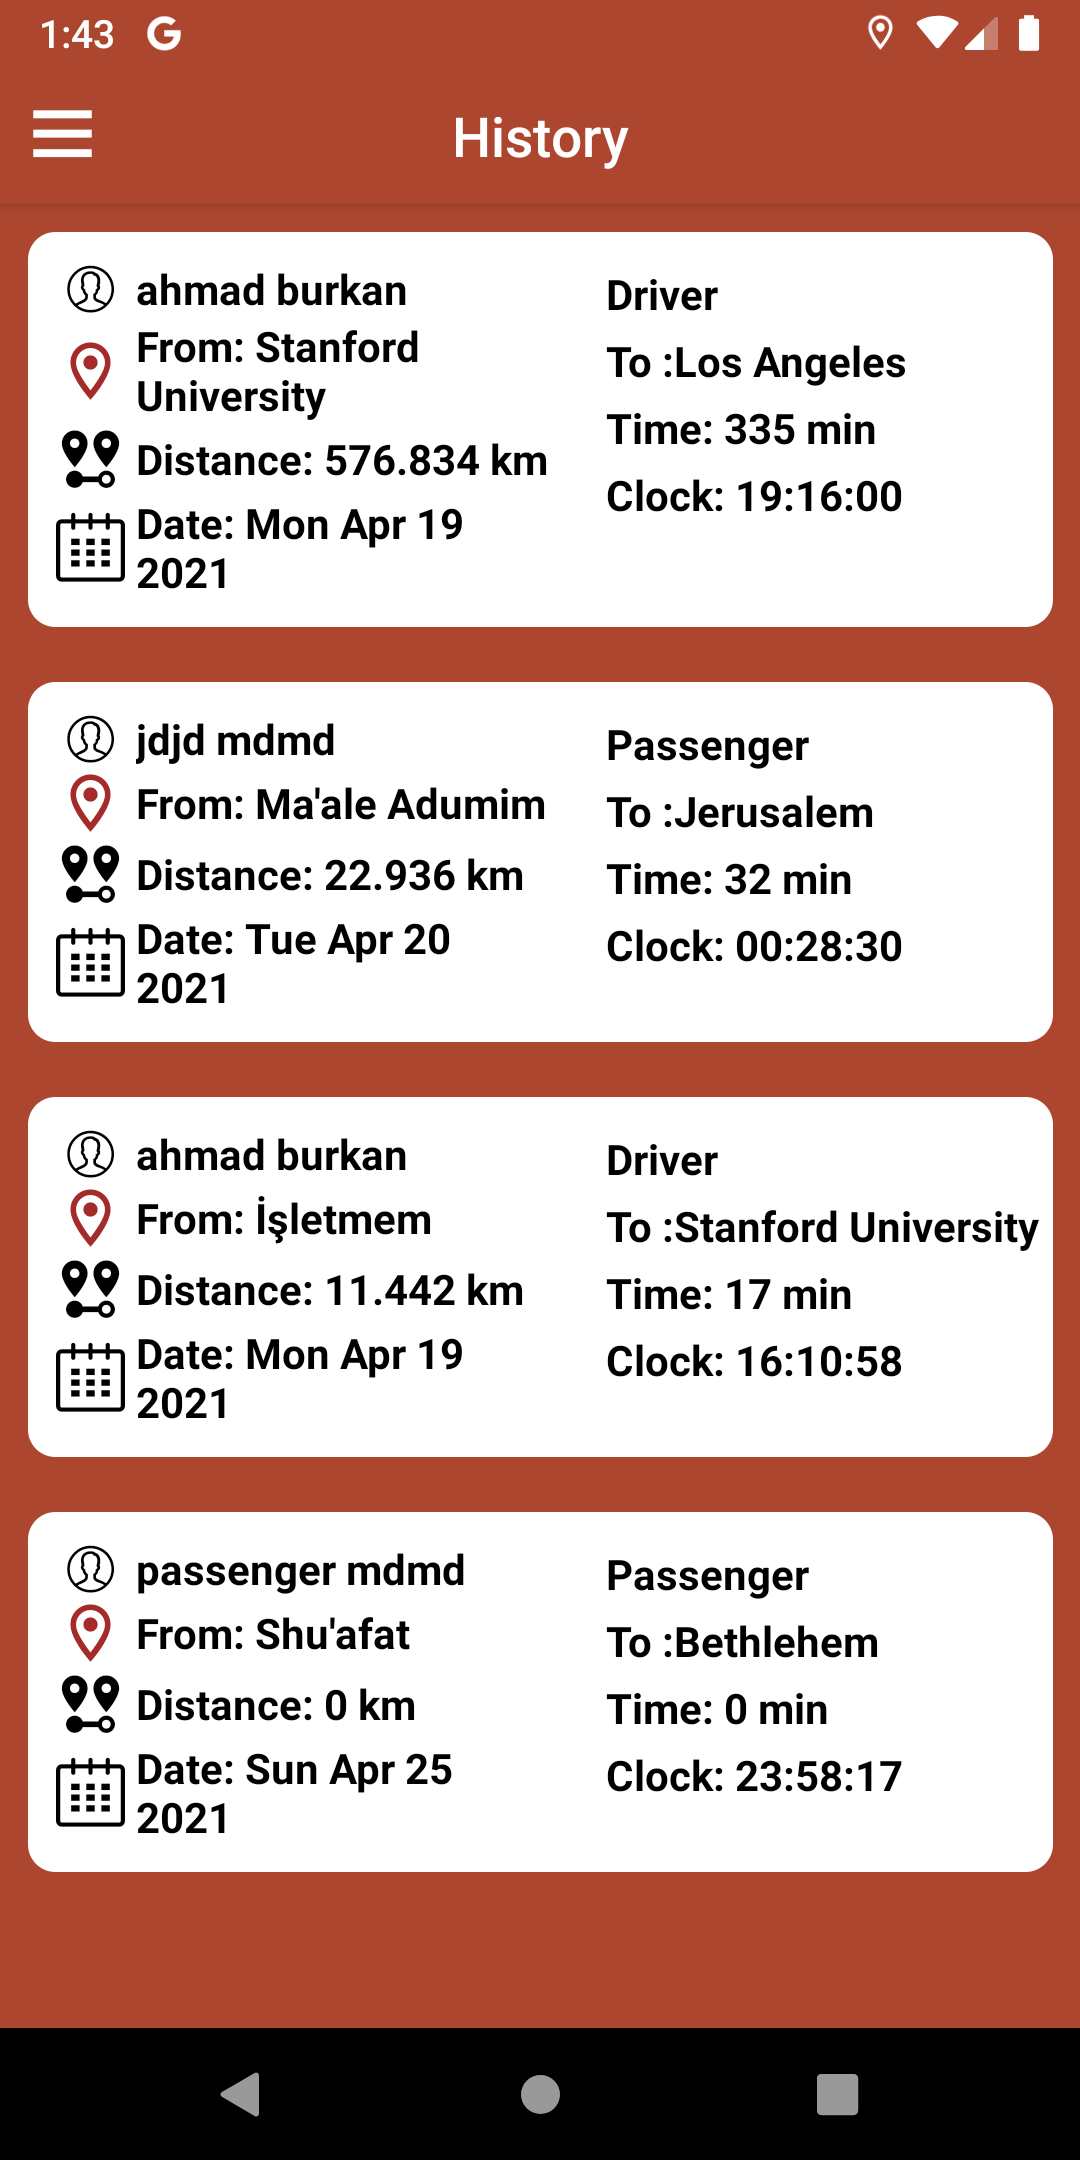 1:43 G
History
ahmad burkan
Driver
From: Stanford
University
To :Los Angeles
Distance: 576.834 km
Time: 335 min
Date: Mon Apr 19
2021
Clock: 19:16:00
jdjd mdmd
Passenger
From: Ma'ale Adumim
To :Jerusalem
Distance: 22.936 km
Time: 32 min
Date: Tue Apr 20
2021
Clock: 00:28:30
ahmad burkan
Driver
From: İşletmem
To :Stanford University
Distance: 11.442 km
Time: 17 min
Date: Mon Apr 19
2021
Clock: 16:10:58
passenger mdmd
Passenger
From: Shu'afat
To :Bethlehem
Distance: 0 km
Time: 0 min
Date: Sun Apr 25
2021
Clock: 23:58:17